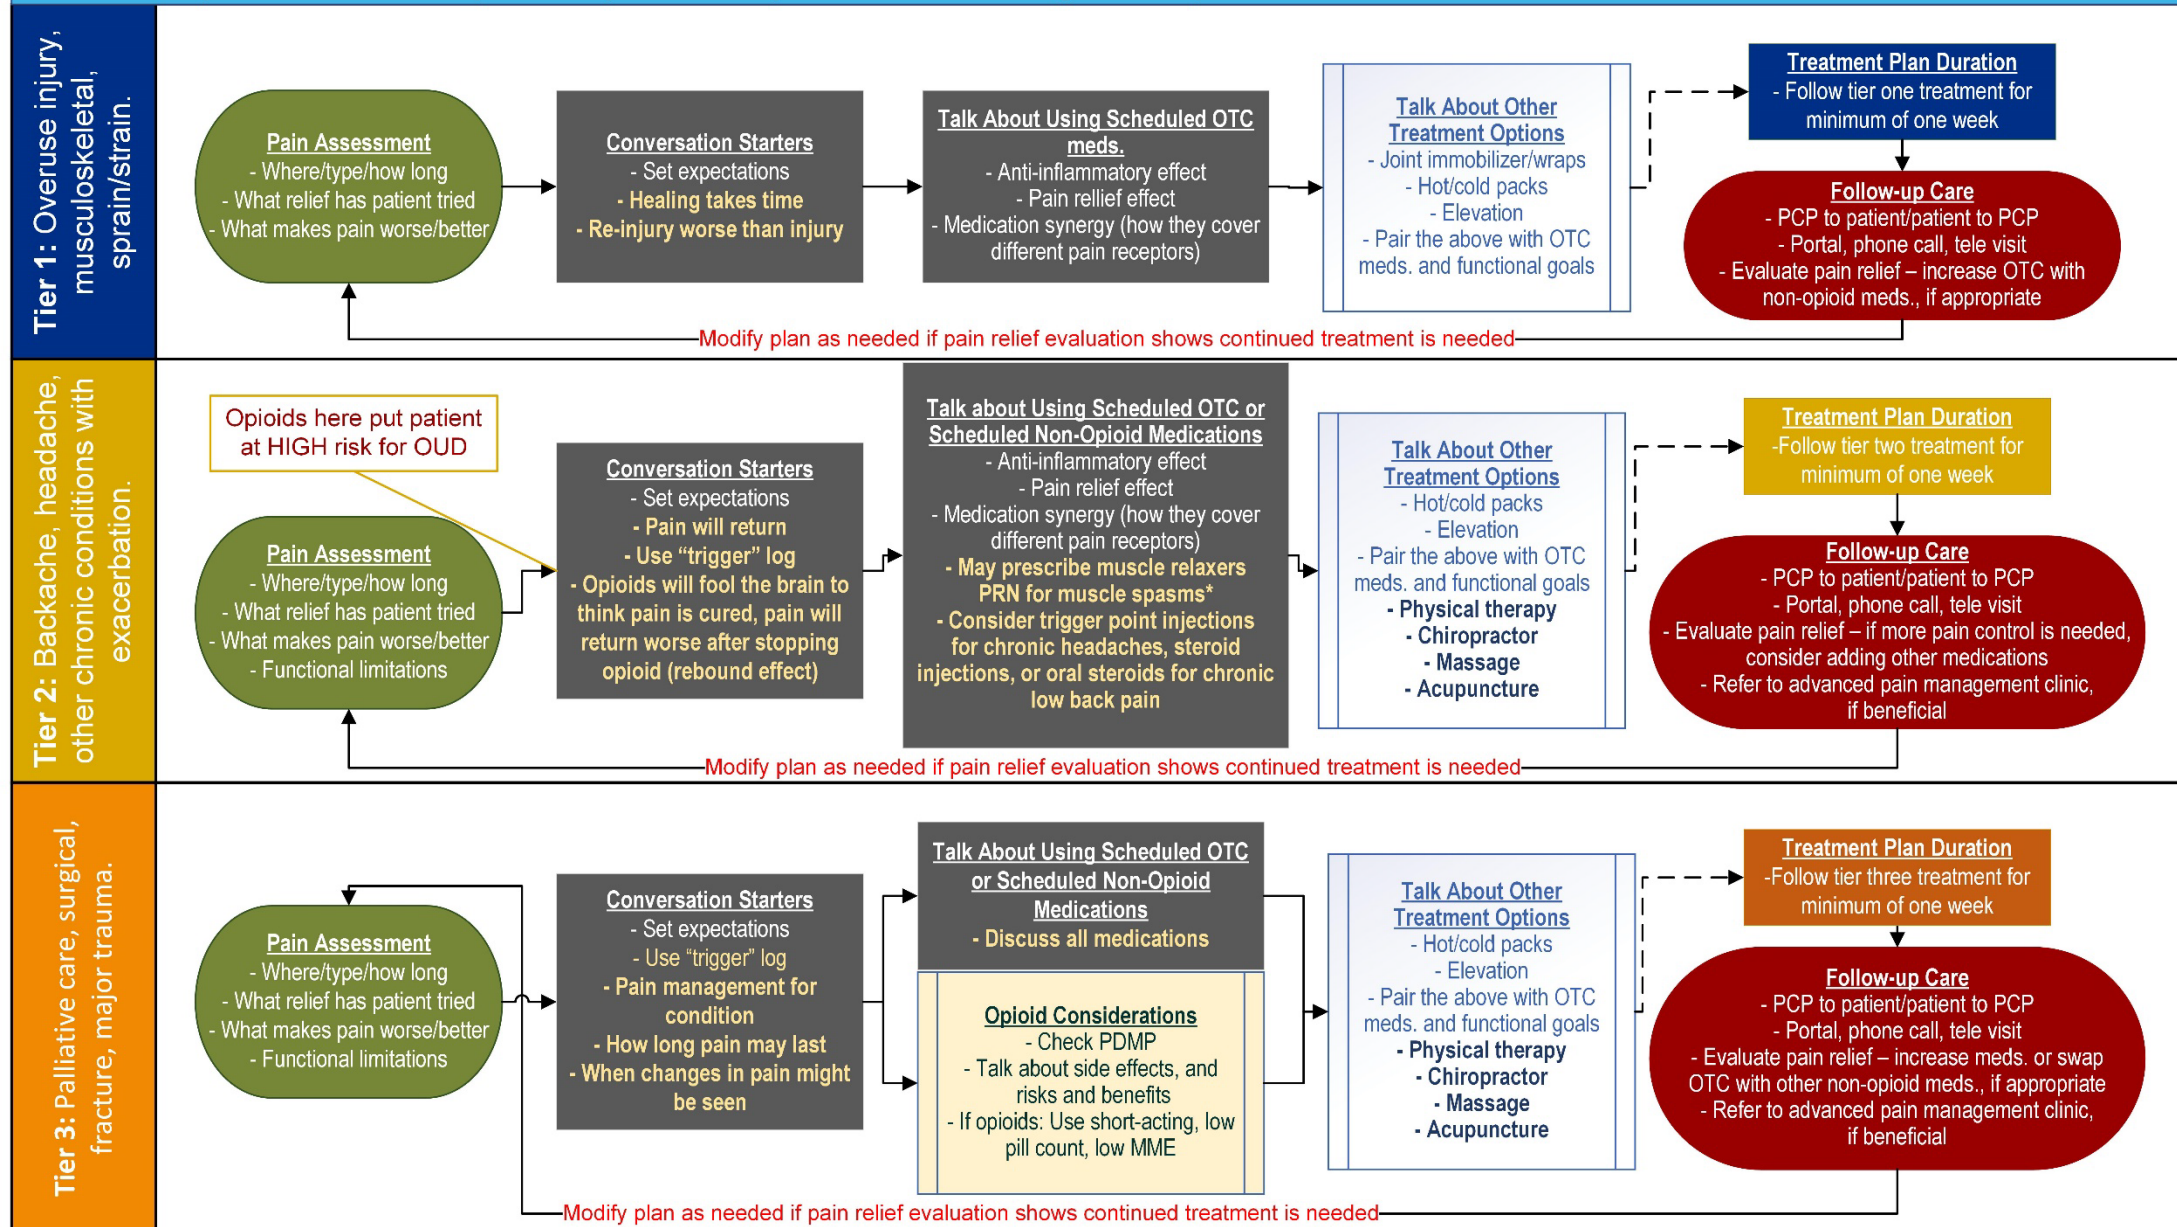 Tier 1: Overuse injury,
musculoskeletal,
sprain/strain.
Pain Assessment
- Where/type/how long
- What relief has patient tried
- What makes pain worse/better
Conversation Starters
- Set expectations
- Healing takes time
- Re-injury worse than injury
Talk About Using Scheduled OTC
meds.
- Anti-inflammatory effect
- Pain rellief effect
- Medication synergy (how they cover
different pain receptors)
Talk About Other
Treatment Options
- Joint immobilizer/wraps
- Hot/cold packs
- Elevation
- Pair the above with OTC
meds. and functional goals
Treatment Plan Duration
- Follow tier one treatment for
minimum of one week
Follow-up Care
- PCP to patient/patient to PCP
- Portal, phone call, tele visit
- Evaluate pain relief – increase OTC with
non-opioid meds., if appropriate
Modify plan as needed if pain relief evaluation shows continued treatment is needed
Tier 2: Backache, headache,
other chronic conditions with
exacerbation.
Opioids here put patient
at HIGH risk for OUD
Pain Assessment
- Where/type/how long
- What relief has patient tried
- What makes pain worse/better
- Functional limitations
Conversation Starters
- Set expectations
- Pain will return
- Use “trigger” log
- Opioids will fool the brain to
think pain is cured, pain will
return worse after stopping
opioid (rebound effect)
Talk about Using Scheduled OTC or
Scheduled Non-Opioid Medications
- Anti-inflammatory effect
- Pain relief effect
- Medication synergy (how they cover
different pain receptors)
- May prescribe muscle relaxers
PRN for muscle spasms*
- Consider trigger point injections
for chronic headaches, steroid
injections, or oral steroids for chronic
low back pain
Talk About Other
Treatment Options
- Hot/cold packs
- Elevation
- Pair the above with OTC
meds. and functional goals
- Physical therapy
- Chiropractor
- Massage
- Acupuncture
Treatment Plan Duration
-Follow tier two treatment for
minimum of one week
Follow-up Care
- PCP to patient/patient to PCP
- Portal, phone call, tele visit
- Evaluate pain relief – if more pain control is needed,
consider adding other medications
- Refer to advanced pain management clinic,
if beneficial
Modify plan as needed if pain relief evaluation shows continued treatment is needed
Tier 3: Palliative care, surgical,
fracture, major trauma.
Pain Assessment
- Where/type/how long
- What relief has patient tried
- What makes pain worse/better
- Functional limitations
Conversation Starters
- Set expectations
- Use “trigger” log
- Pain management for
condition
- How long pain may last
- When changes in pain might
be seen
Talk About Using Scheduled OTC
or Scheduled Non-Opioid
Medications
- Discuss all medications
Opioid Considerations
- Check PDMP
- Talk about side effects, and
risks and benefits
- If opioids: Use short-acting, low
pill count, low MME
Talk About Other
Treatment Options
- Hot/cold packs
- Elevation
- Pair the above with OTC
meds. and functional goals
- Physical therapy
- Chiropractor
- Massage
- Acupuncture
Treatment Plan Duration
-Follow tier three treatment for
minimum of one week
Follow-up Care
- PCP to patient/patient to PCP
- Portal, phone call, tele visit
- Evaluate pain relief – increase meds. or swap
OTC with other non-opioid meds., if appropriate
- Refer to advanced pain management clinic,
if beneficial
Modify plan as needed if pain relief evaluation shows continued treatment is needed